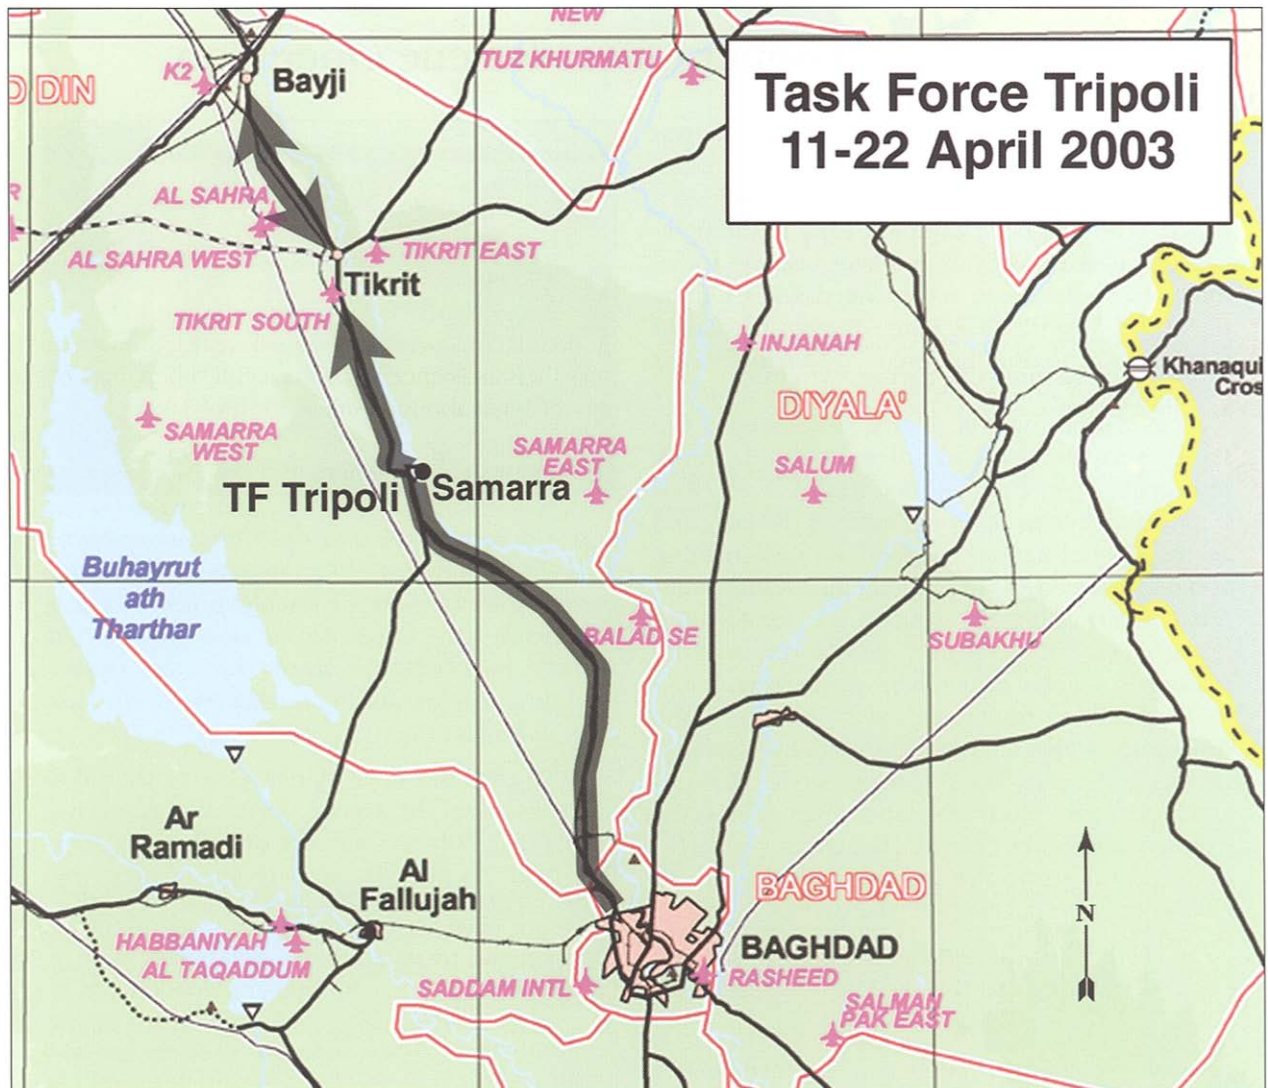 NEW
K2
TUZ KHURMATU
D DIN
Bayji
Task Force Tripoli
11-22 April 2003
R
AL SAHRA
AL SAHRA WEST
TIKRIT EAST
Tikrit
TIKRIT SOUTH
INJANAH
Khanaqui
Cros
DIYALA'
SAMARRA
WEST
SAMARRA
EAST
SALUM
TF Tripoli
Samarra
Buhayrut
ath
Tharthar
BALAD SE
SUBAKHU
Ar
Ramadi
Al
Fallujah
BAGHDAD
N
HABBANIYAH
AL TAQADDUM
BAGHDAD
SADDAM INTL
RASHEED
SALMAN
PAK EAST